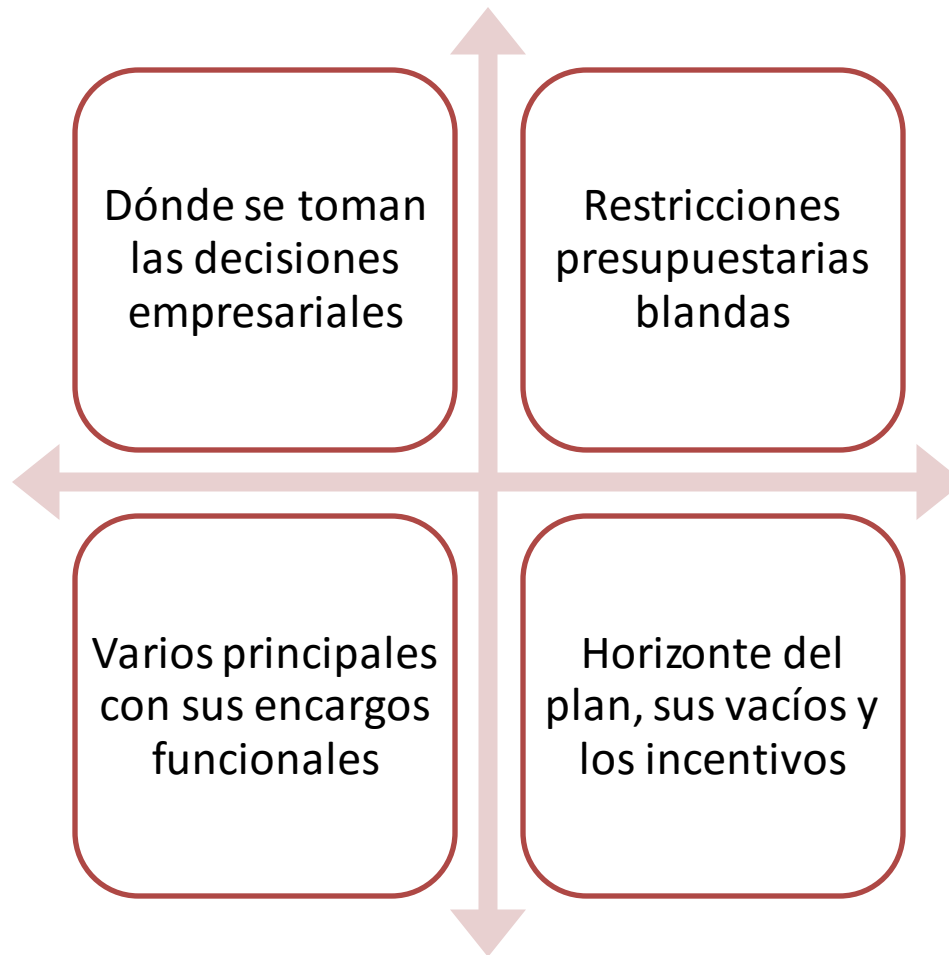 Dónde se toman
las decisiones
empresariales
Restricciones
presupuestarias
blandas
Varios principales
con sus encargos
funcionales
Horizonte del
plan, sus vacíos y
los incentivos